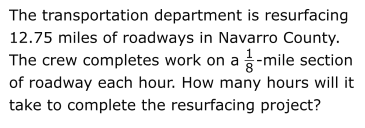 The transportation department is resurfacing
12.75 miles of roadways in Navarro County.
The crew completes work on a 1/8-mile section
of roadway each hour. How many hours will it
take to complete the resurfacing project?